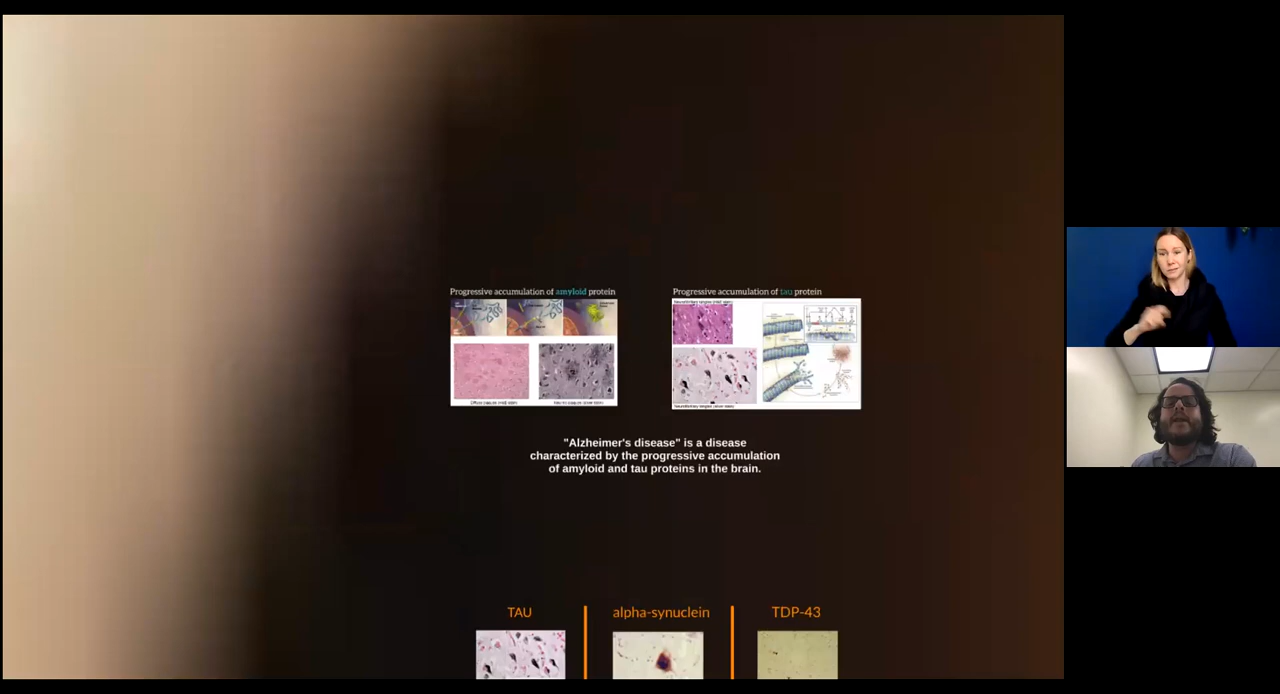 Progressive accumulation of amyloid protein
Progressive accumulation of tau protein
"Alzheimer's disease" is a disease
characterized by the progressive accumulation
of amyloid and tau proteins in the brain.
TAU
alpha-synuclein
TDP-43